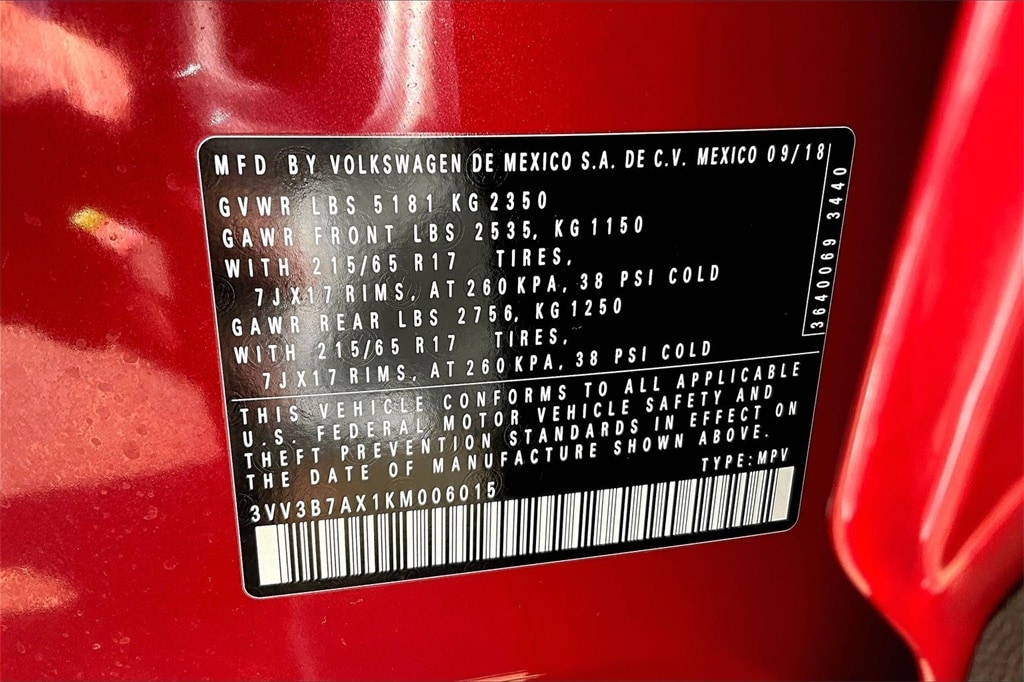 MFD BY VOLKSWAGEN DE MEXICO S.A. DE C.V. MEXICO 09/18
GVWR LBS 5181 KG 2350
GAWR FRONT LBS 2535, KG 1150
WITH 215/65 R17 TIRES,
7JX17 RIMS, AT 260 KPA, 38 PSI COLD
GAWR REAR LBS 2756, KG 1250
WITH 215/65 R17 TIRES,
7JX17 RIMS, AT 260 KPA, 38 PSI COLD
3640069 3440
THIS VEHICLE CONFORMS TO ALL APPLICABLE
U.S. FEDERAL MOTOR VEHICLE SAFETY AND
THEFT PREVENTION STANDARDS IN EFFECT ON
THE DATE OF MANUFACTURE SHOWN ABOVE.
TYPE: MPV
3VV3B7AX1KM006015